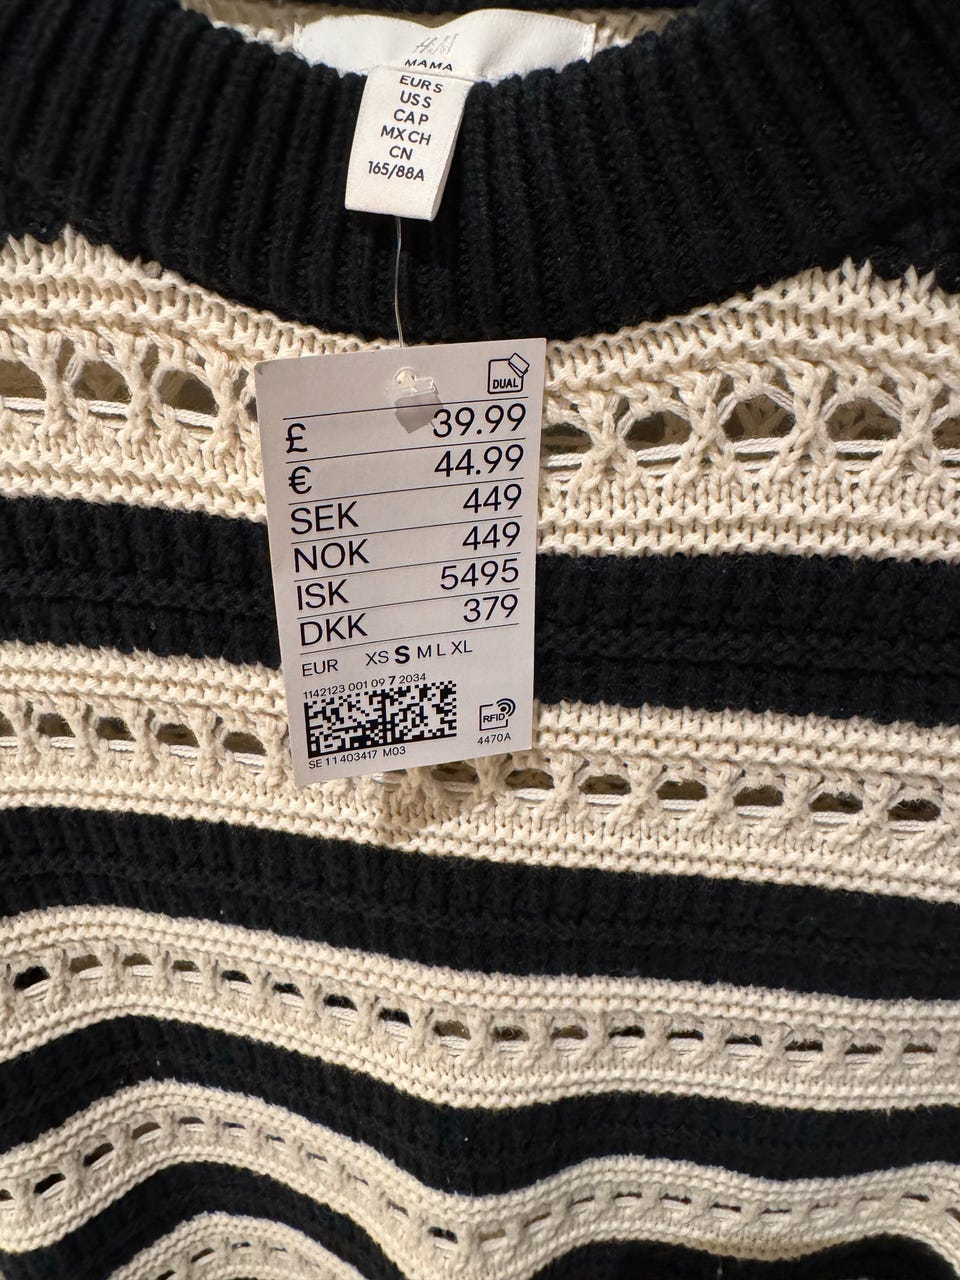 H&M
MAMA
EUR S
US S
CA P
MX CH
CN
165/88A
DUAL
£ 39.99
€ 44.99
SEK 449
NOK 449
ISK 5495
DKK 379
EUR XS S M L XL
1142123 001 09 7 2034
RFID
4470A
SE 11 403417 M03